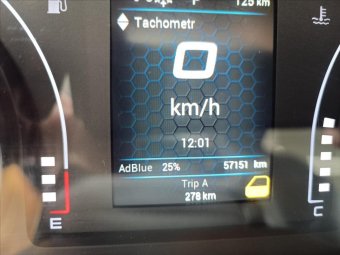 125 km
Tachometr
0
km/h
12:01
AdBlue 25% 57151 km
Trip A
278 km
E
C